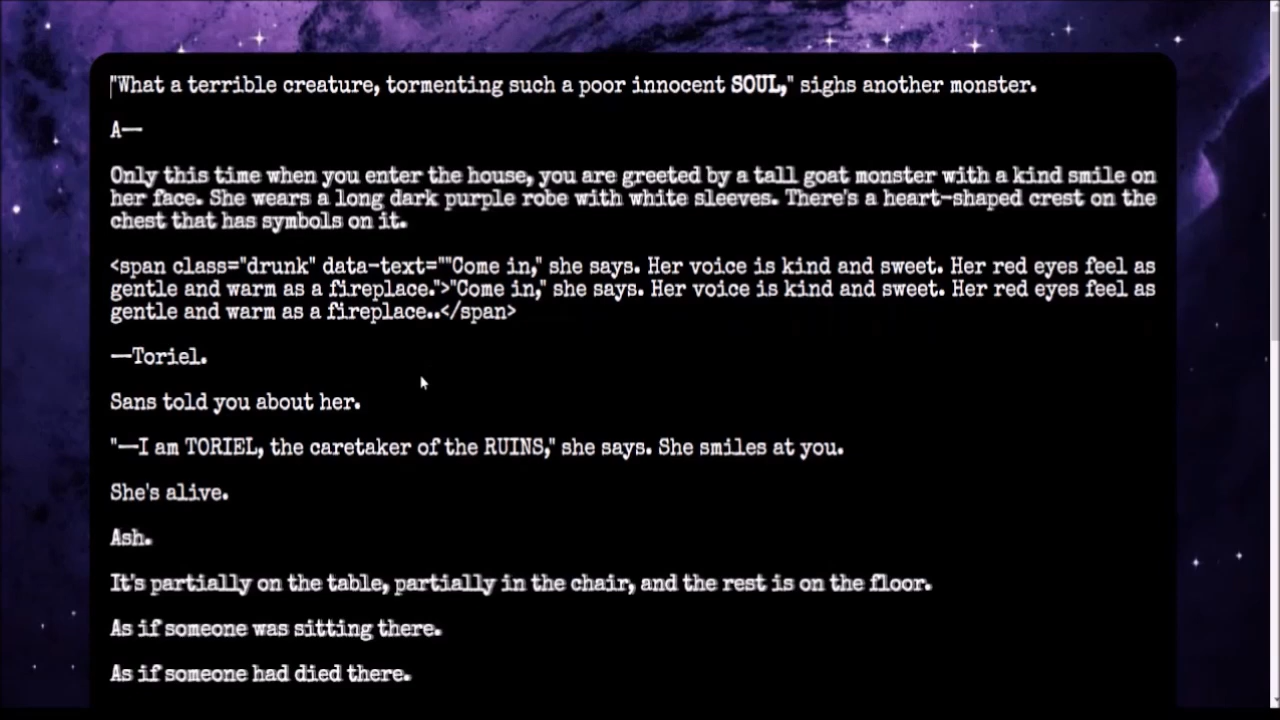 "What a terrible creature, tormenting such a poor innocent SOUL," sighs another monster.
A—
Only this time when you enter the house, you are greeted by a tall goat monster with a kind smile on
her face. She wears a long dark purple robe with white sleeves. There's a heart-shaped crest on the
chest that has symbols on it.
<span class="drunk" data-text=""Come in," she says. Her voice is kind and sweet. Her red eyes feel as
gentle and warm as a fireplace.">"Come in," she says. Her voice is kind and sweet. Her red eyes feel as
gentle and warm as a fireplace..</span>
—Toriel.
Sans told you about her.
"—I am TORIEL, the caretaker of the RUINS," she says. She smiles at you.
She's alive.
Ash.
It's partially on the table, partially in the chair, and the rest is on the floor.
As if someone was sitting there.
As if someone had died there.